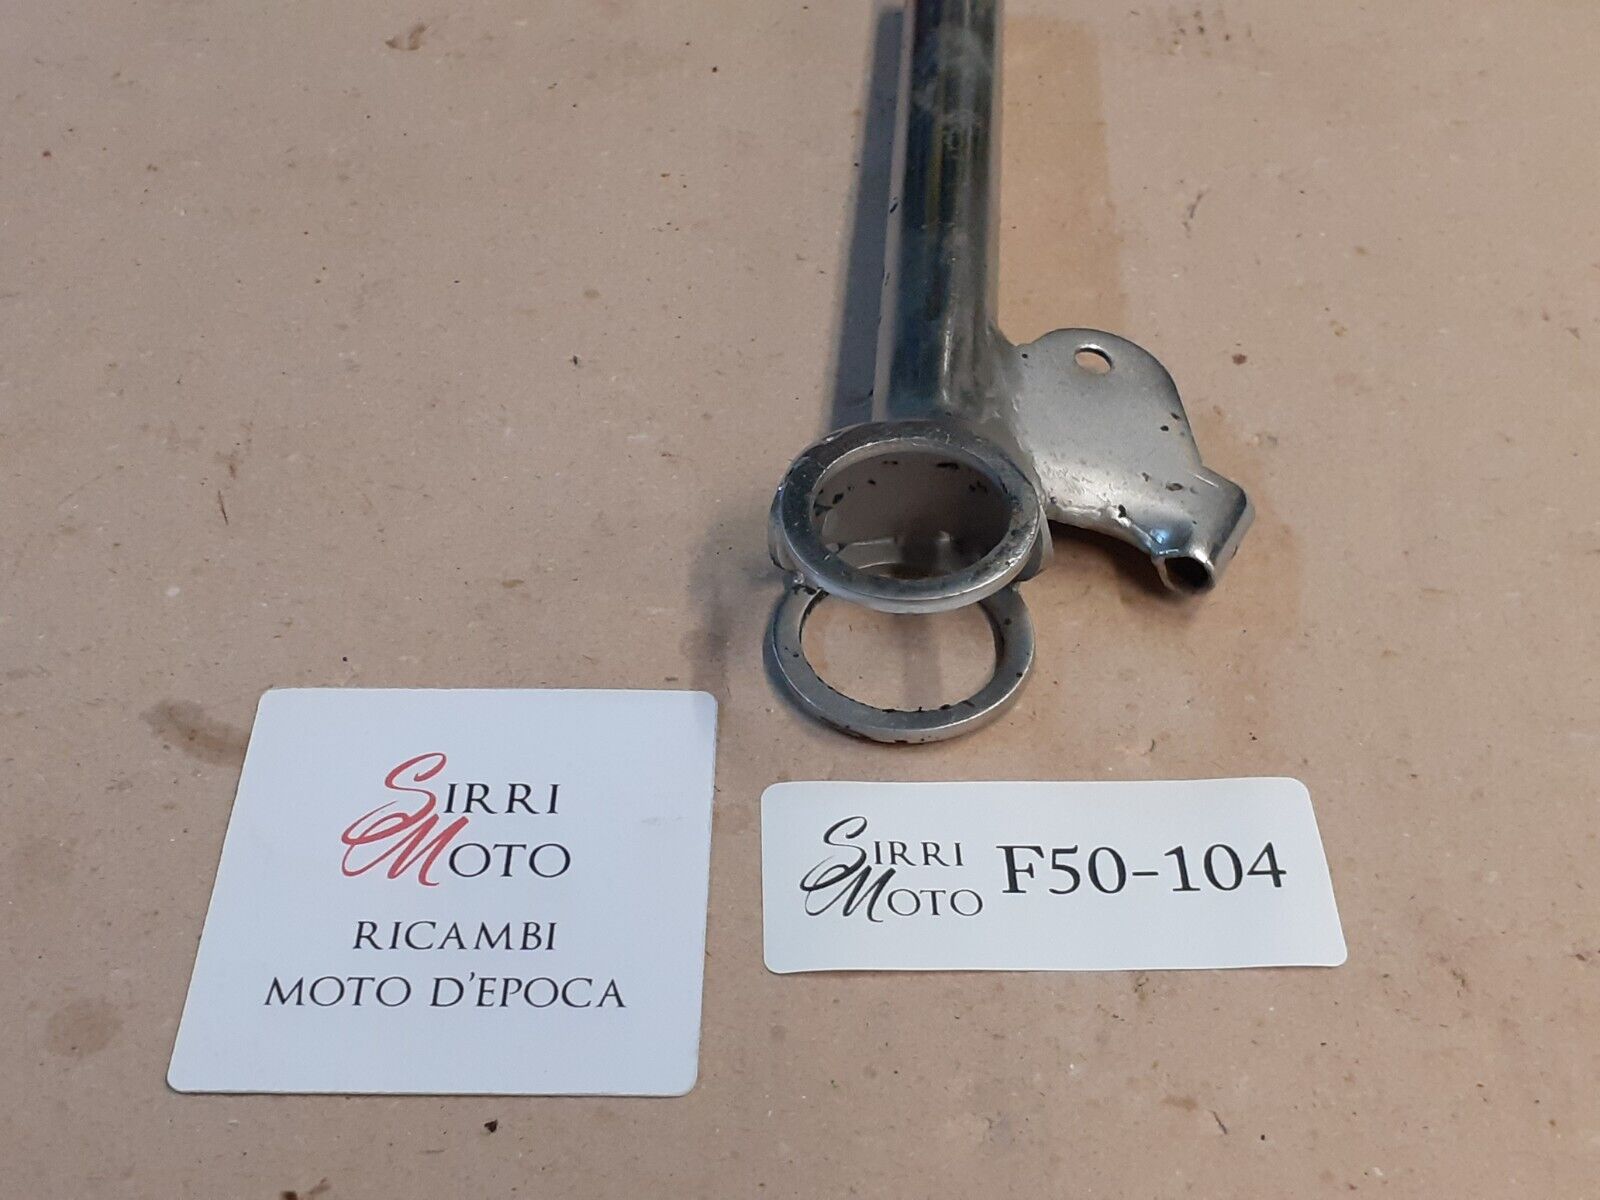 SIRRI
MOTO
RICAMBI
MOTO D'EPOCA
SIRRI
MOTO
F50-104